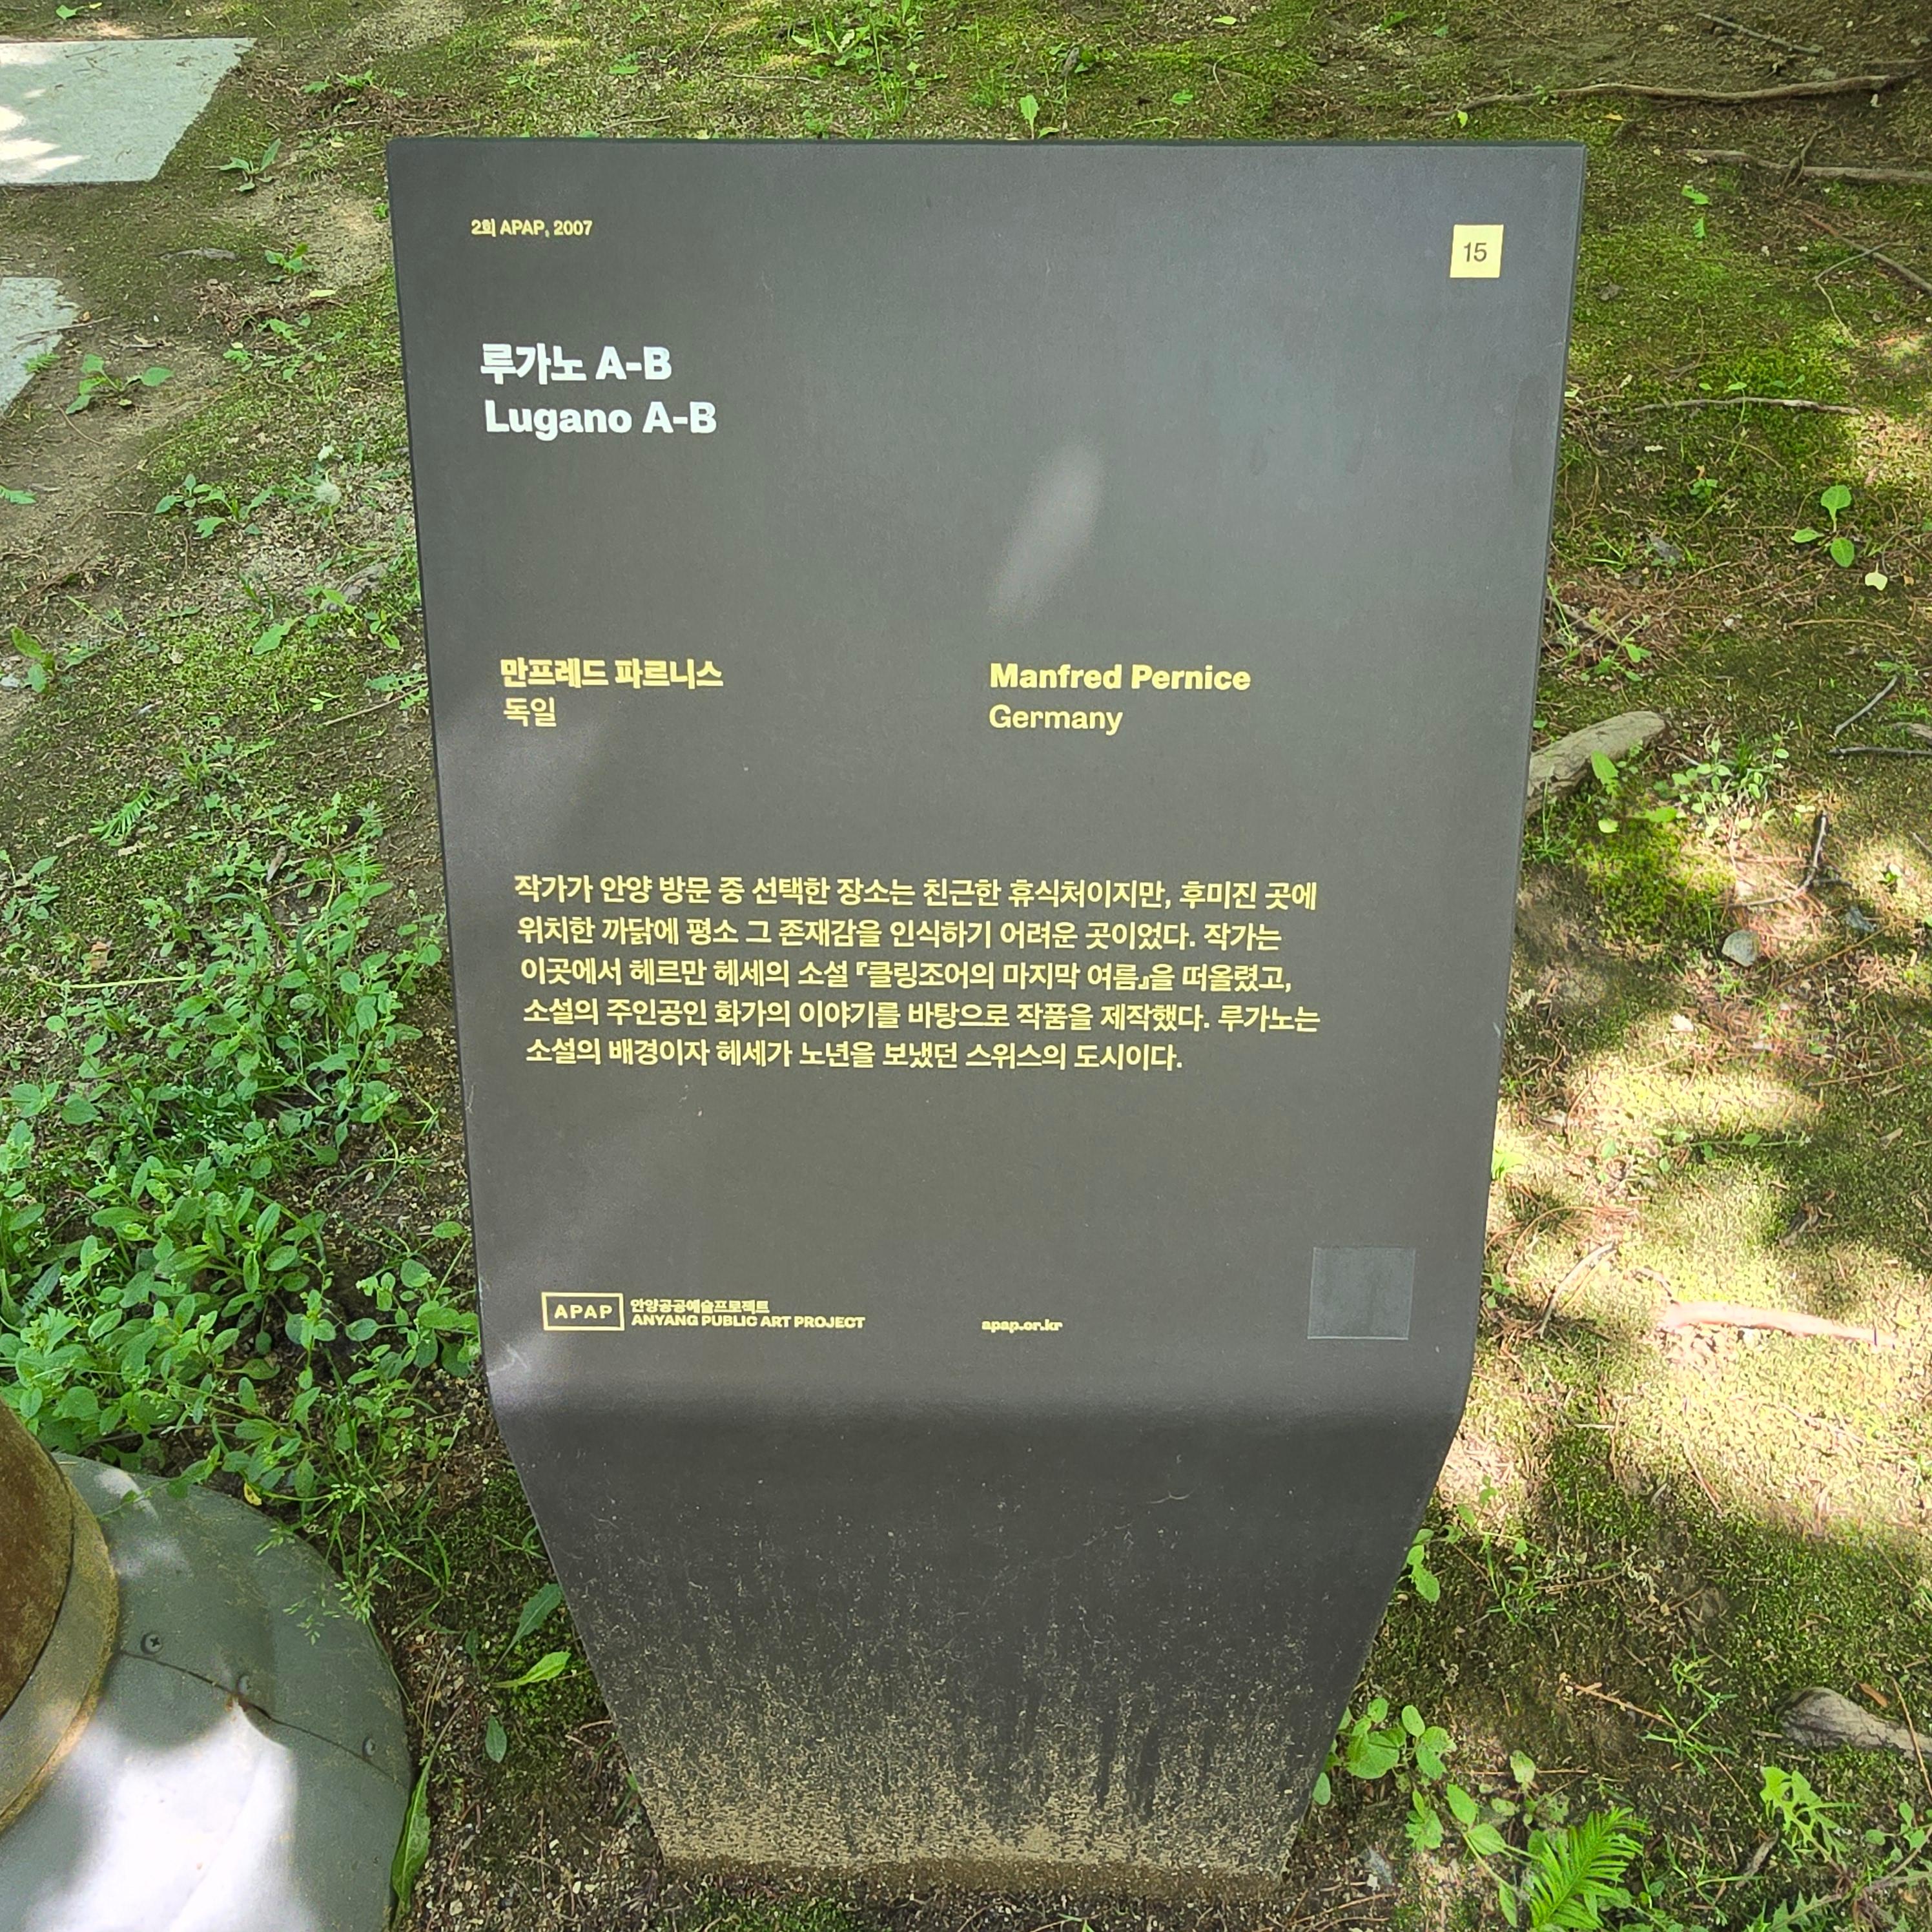 2회 APAP, 2007
15
루가노 A-B
Lugano A-B
만프레드 파르니스
독일
Manfred Pernice
Germany
작가가 안양 방문 중 선택한 장소는 친근한 휴식처이지만, 후미진 곳에
위치한 까닭에 평소 그 존재감을 인식하기 어려운 곳이었다. 작가는
이곳에서 헤르만 헤세의 소설 『클링조어의 마지막 여름』을 떠올렸고,
소설의 주인공인 화가의 이야기를 바탕으로 작품을 제작했다. 루가노는
소설의 배경이자 헤세가 노년을 보냈던 스위스의 도시이다.
APAP
안양공공예술프로젝트
ANYANG PUBLIC ART PROJECT
apap.or.kr